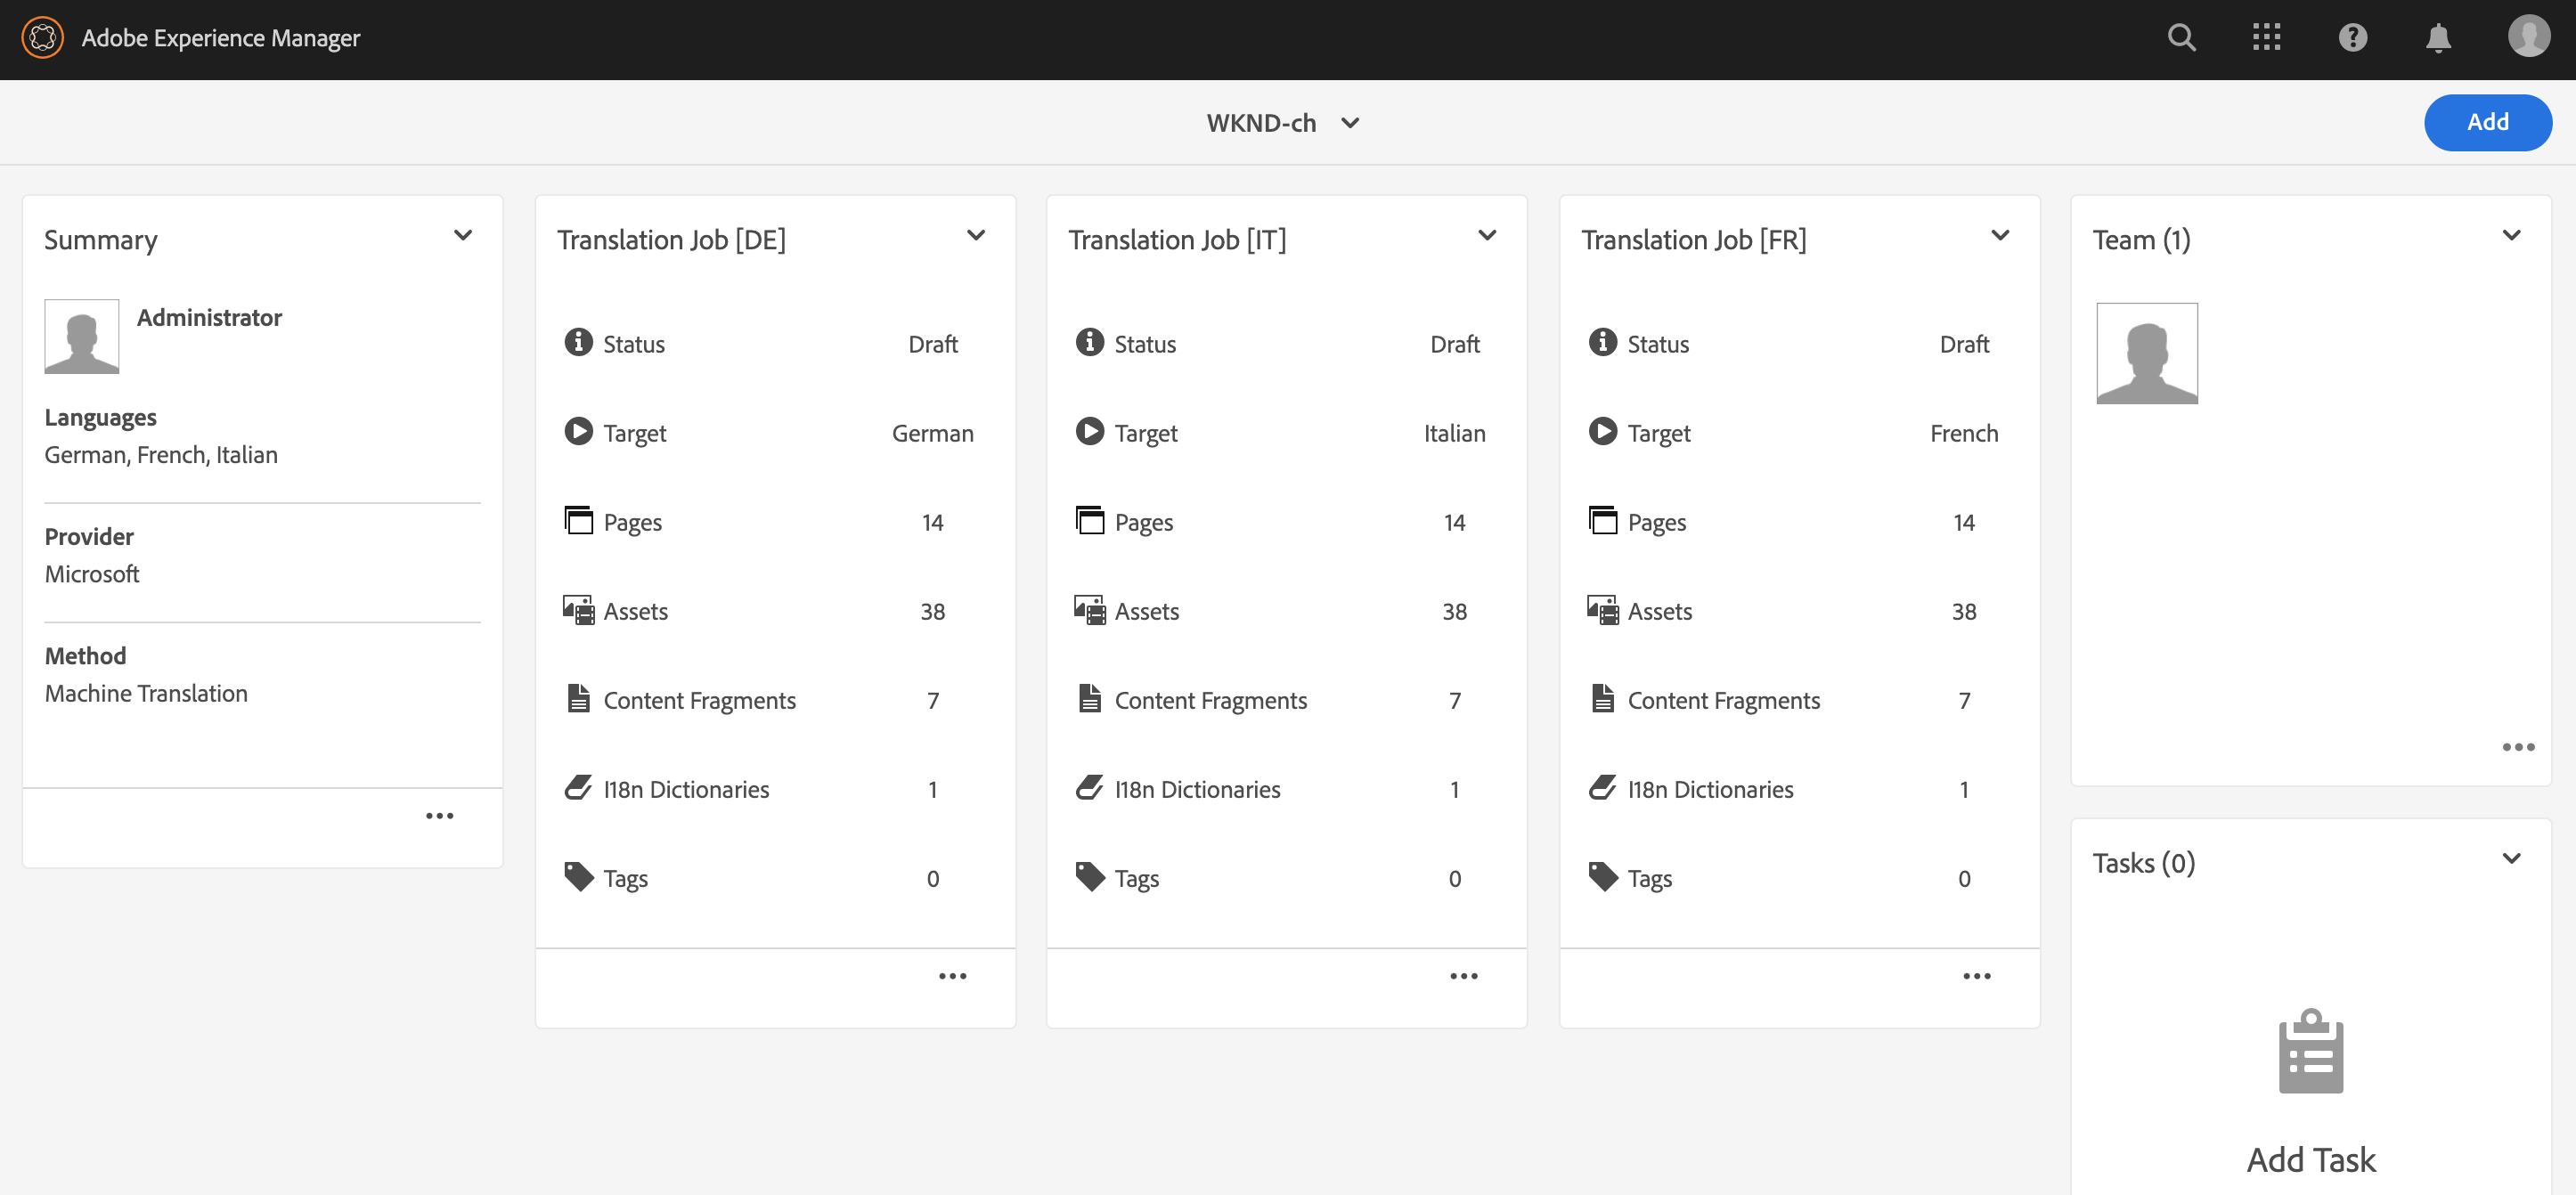 Adobe Experience Manager
WKND-ch
Add
Summary
Administrator
Languages
German, French, Italian
Provider
Microsoft
Method
Machine Translation
Translation Job [DE]
Status Draft
Target German
Pages 14
Assets 38
Content Fragments 7
I18n Dictionaries 1
Tags 0
Translation Job [IT]
Status Draft
Target Italian
Pages 14
Assets 38
Content Fragments 7
I18n Dictionaries 1
Tags 0
Translation Job [FR]
Status Draft
Target French
Pages 14
Assets 38
Content Fragments 7
I18n Dictionaries 1
Tags 0
Team (1)
Tasks (0)
Add Task